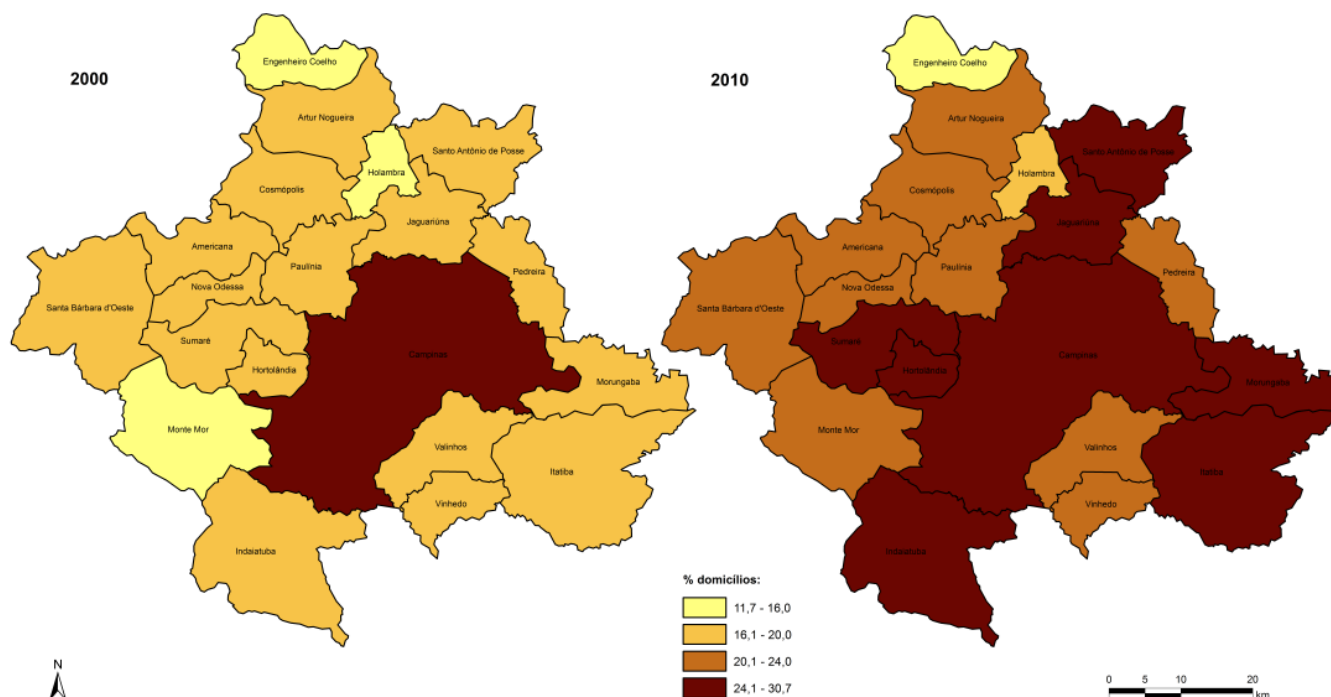 2000
Engenheiro Coelho
Artur Nogueira
Santo Antônio de Posse
Holambra
Cosmópolis
Jaguariúna
Americana
Paulínia
Pedreira
Nova Odessa
Santa Bárbara d'Oeste
Sumaré
Campinas
Hortolândia
Morungaba
Monte Mor
Valinhos
Itatiba
Vinhedo
Indaiatuba
N
2010
Engenheiro Coelho
Artur Nogueira
Santo Antônio de Posse
Holambra
Cosmópolis
Jaguariúna
Americana
Paulínia
Pedreira
Nova Odessa
Santa Bárbara d'Oeste
Sumaré
Campinas
Hortolândia
Morungaba
Monte Mor
Valinhos
Itatiba
Vinhedo
Indaiatuba
% domicílios:
11,7 - 16,0
16,1 - 20,0
20,1 - 24,0
24,1 - 30,7
0 5 10 20
km